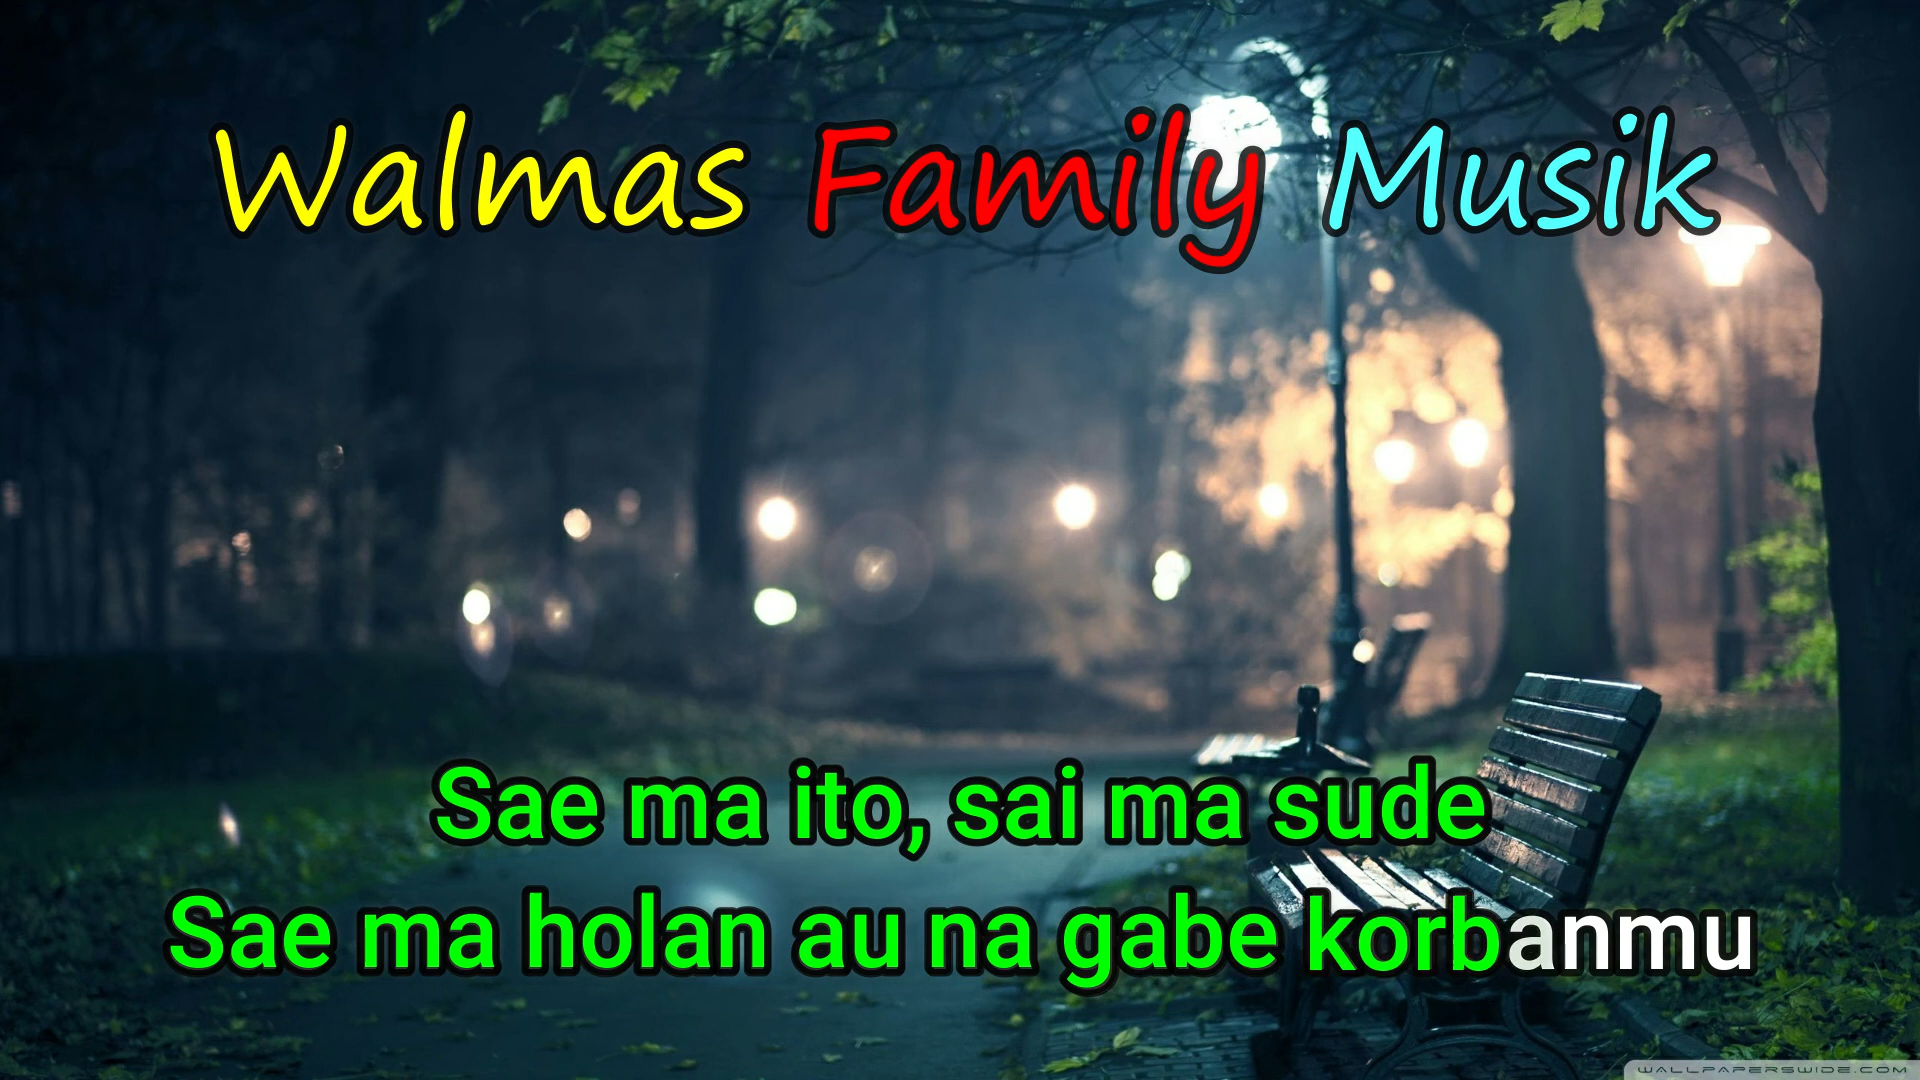 Walmas Family Musik
Sae ma ito, sai ma sude
Sae ma holan au na gabe korbanmu
WALLPAPERSWIDE.COM